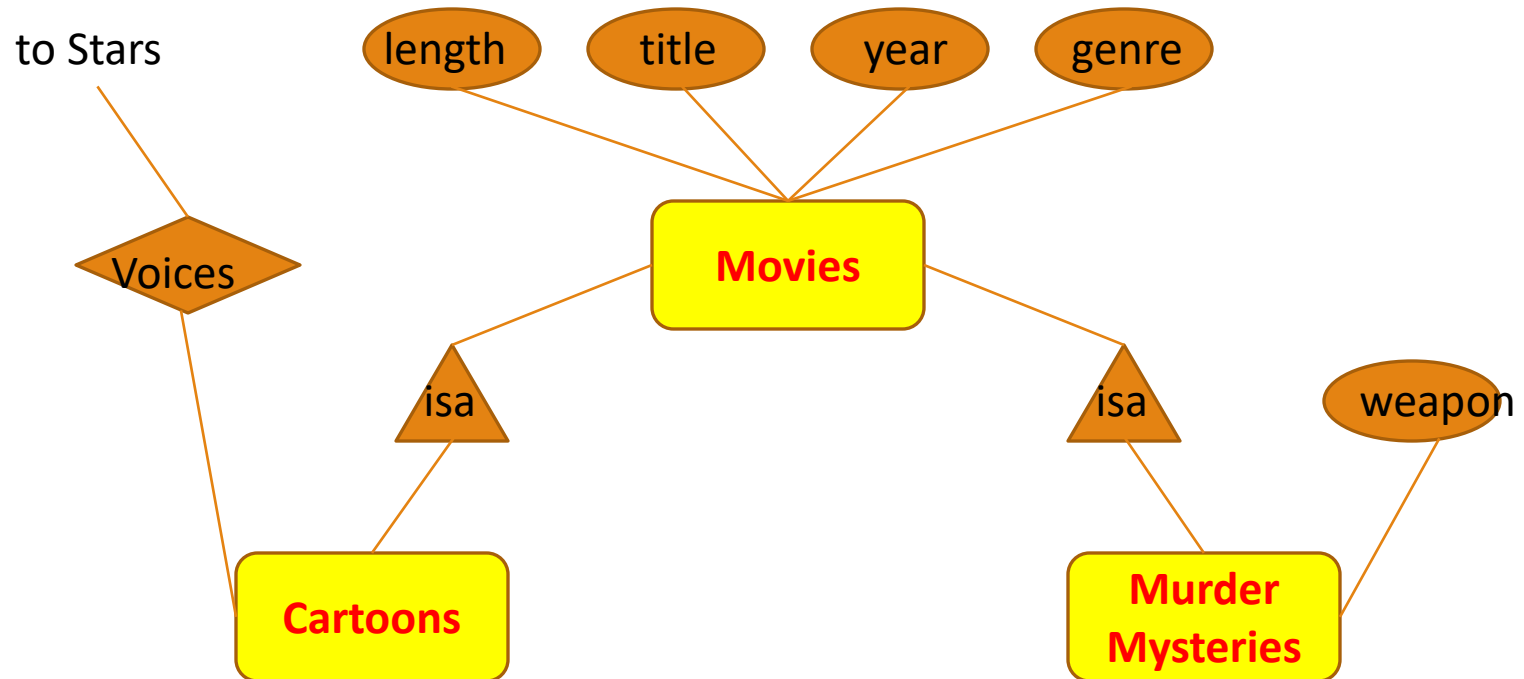 to Stars
length
title
year
genre
Voices
Movies
isa
isa
weapon
Cartoons
Murder
Mysteries